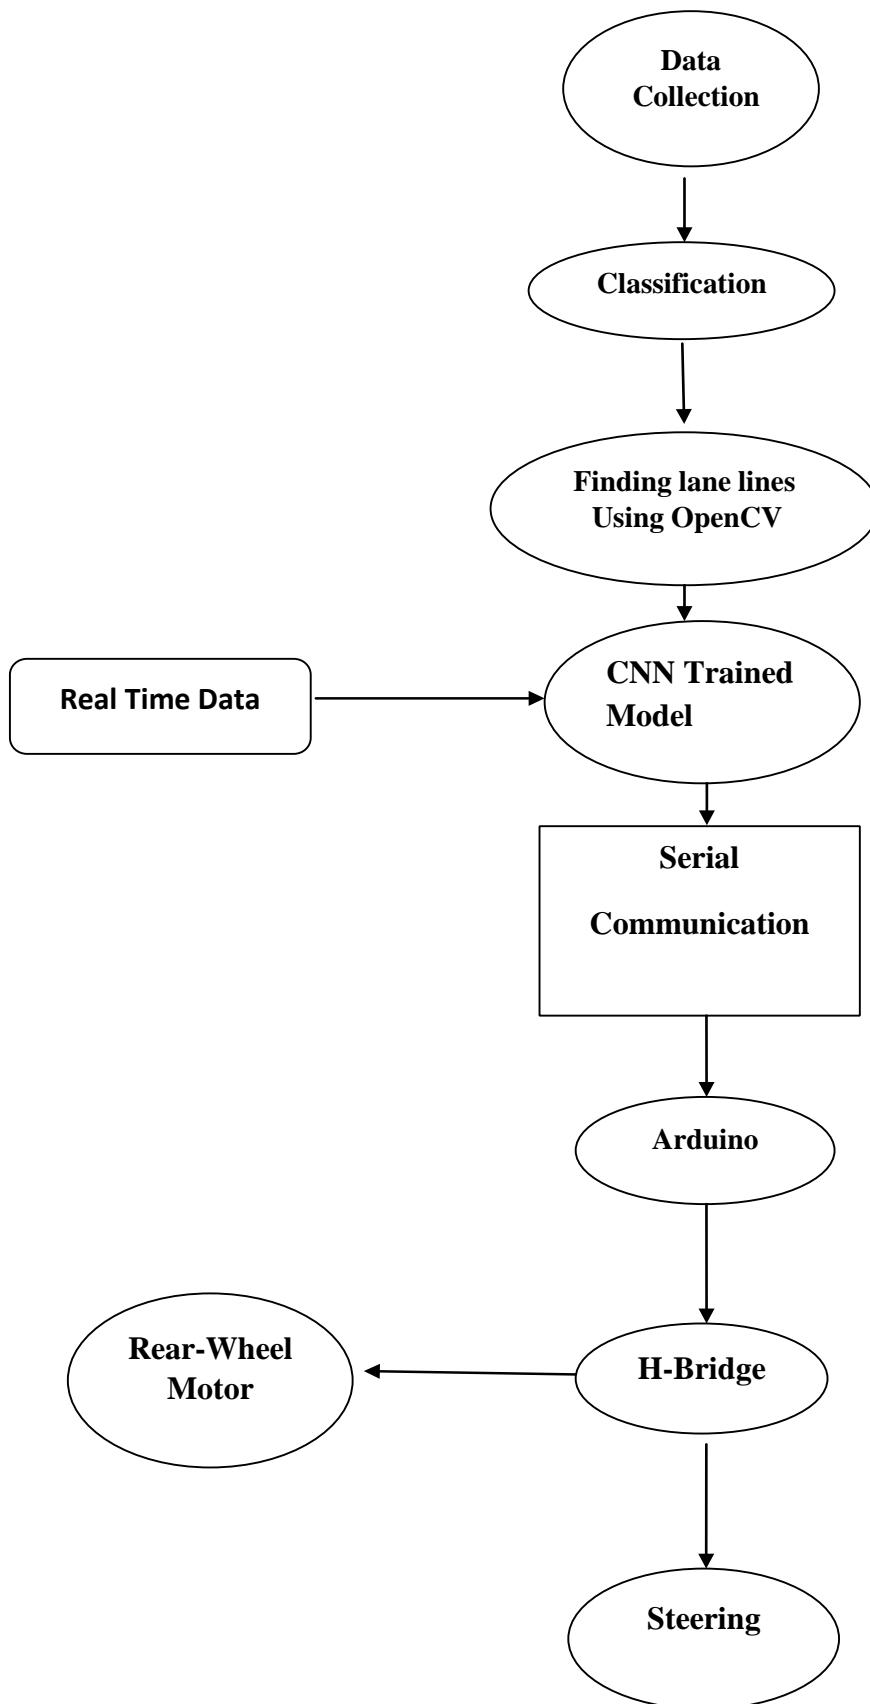 Data
Collection
Classification
Finding lane lines
Using OpenCV
CNN Trained
Model
Real Time Data
Serial
Communication
Arduino
Rear-Wheel
Motor
H-Bridge
Steering